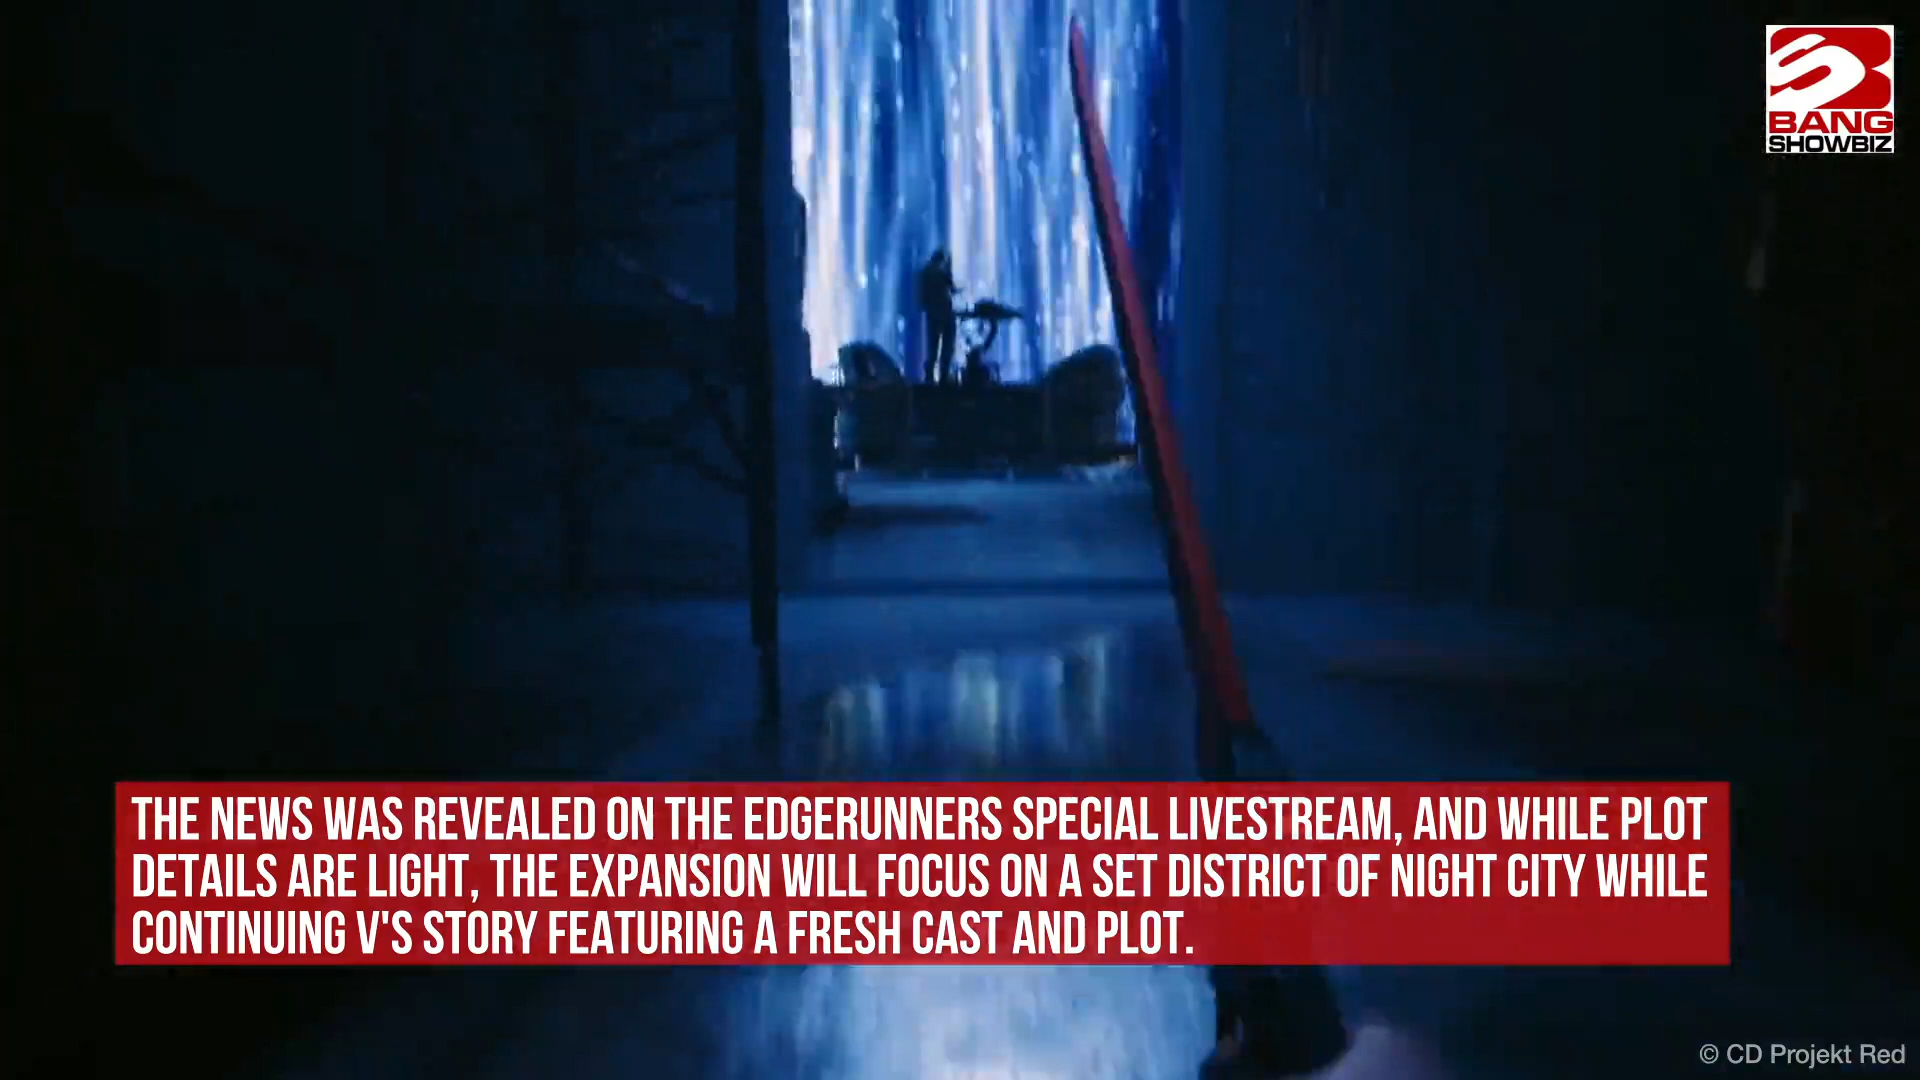 BANG
SHOWBIZ
THE NEWS WAS REVEALED ON THE EDGERUNNERS SPECIAL LIVESTREAM, AND WHILE PLOT
DETAILS ARE LIGHT, THE EXPANSION WILL FOCUS ON A SET DISTRICT OF NIGHT CITY WHILE
CONTINUING V'S STORY FEATURING A FRESH CAST AND PLOT.
© CD Projekt Red